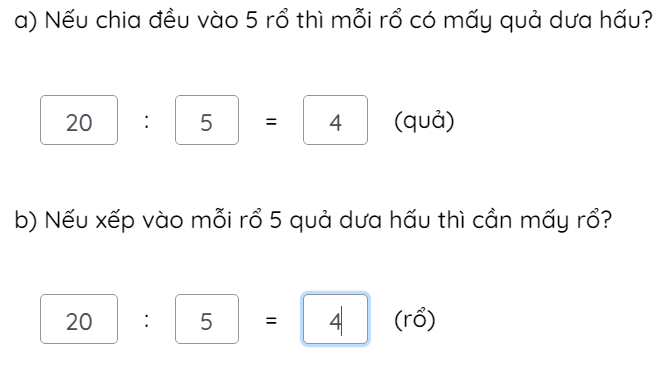 a) Nếu chia đều vào 5 rổ thì mỗi rổ có mấy quả dưa hấu?
20 : 5 = 4 (quả)
b) Nếu xếp vào mỗi rổ 5 quả dưa hấu thì cần mấy rổ?
20 : 5 = 4 (rổ)